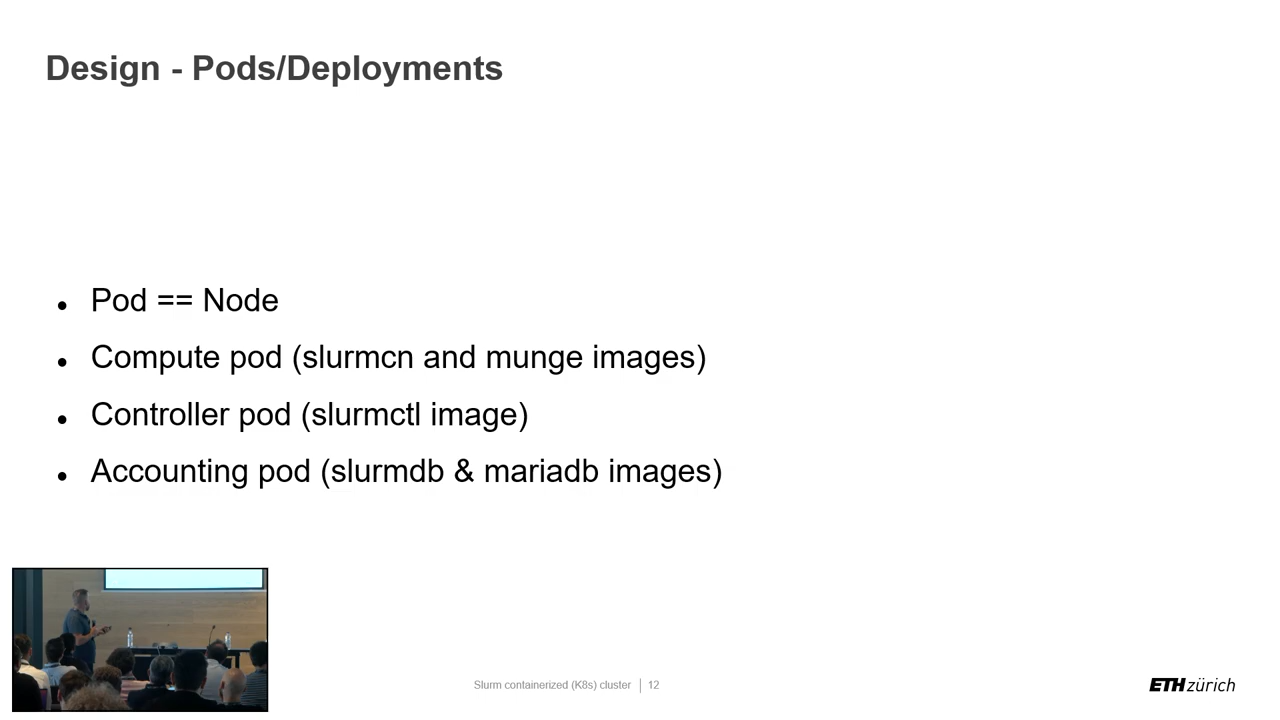 Design - Pods/Deployments
• Pod == Node
• Compute pod (slurmcn and munge images)
• Controller pod (slurmctl image)
• Accounting pod (slurmdb & mariadb images)
Slurm containerized (K8s) cluster | 12
ETH zürich